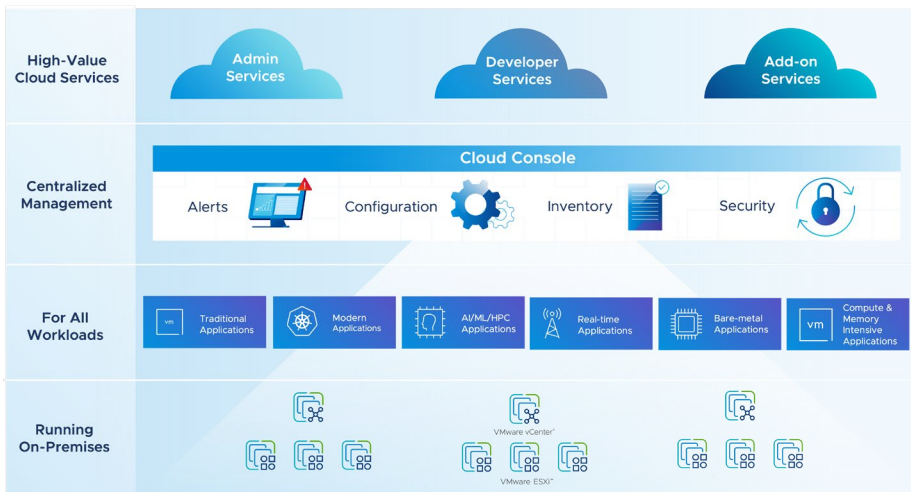 High-Value
Cloud Services
Admin
Services
Developer
Services
Add-on
Services
Centralized
Management
Cloud Console
Alerts
Configuration
Inventory
Security
For All
Workloads
vm
Traditional
Applications
Modern
Applications
AI/ML/HPC
Applications
Real-time
Applications
Bare-metal
Applications
vm
Compute &
Memory
Intensive
Applications
Running
On-Premises
VMware vCenter™
VMware ESXi™